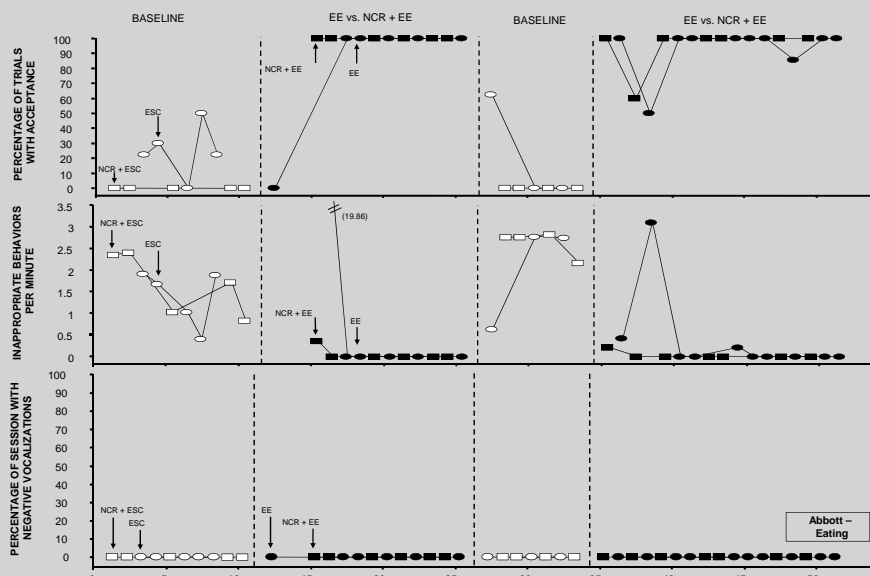 BASELINE
EE vs. NCR + EE
BASELINE
EE vs. NCR + EE
PERCENTAGE OF TRIALS
WITH ACCEPTANCE
100
90
80
70
60
50
40
30
20
10
0
NCR + ESC
ESC
NCR + EE
EE
INAPPROPRIATE BEHAVIORS
PER MINUTE
3.5
3
2.5
2
1.5
1
0.5
0
NCR + ESC
ESC
(19.86)
NCR + EE
EE
PERCENTAGE OF SESSION WITH
NEGATIVE VOCALIZATIONS
100
90
80
70
60
50
40
30
20
10
0
NCR + ESC
ESC
EE
NCR + EE
Abbott –
Eating